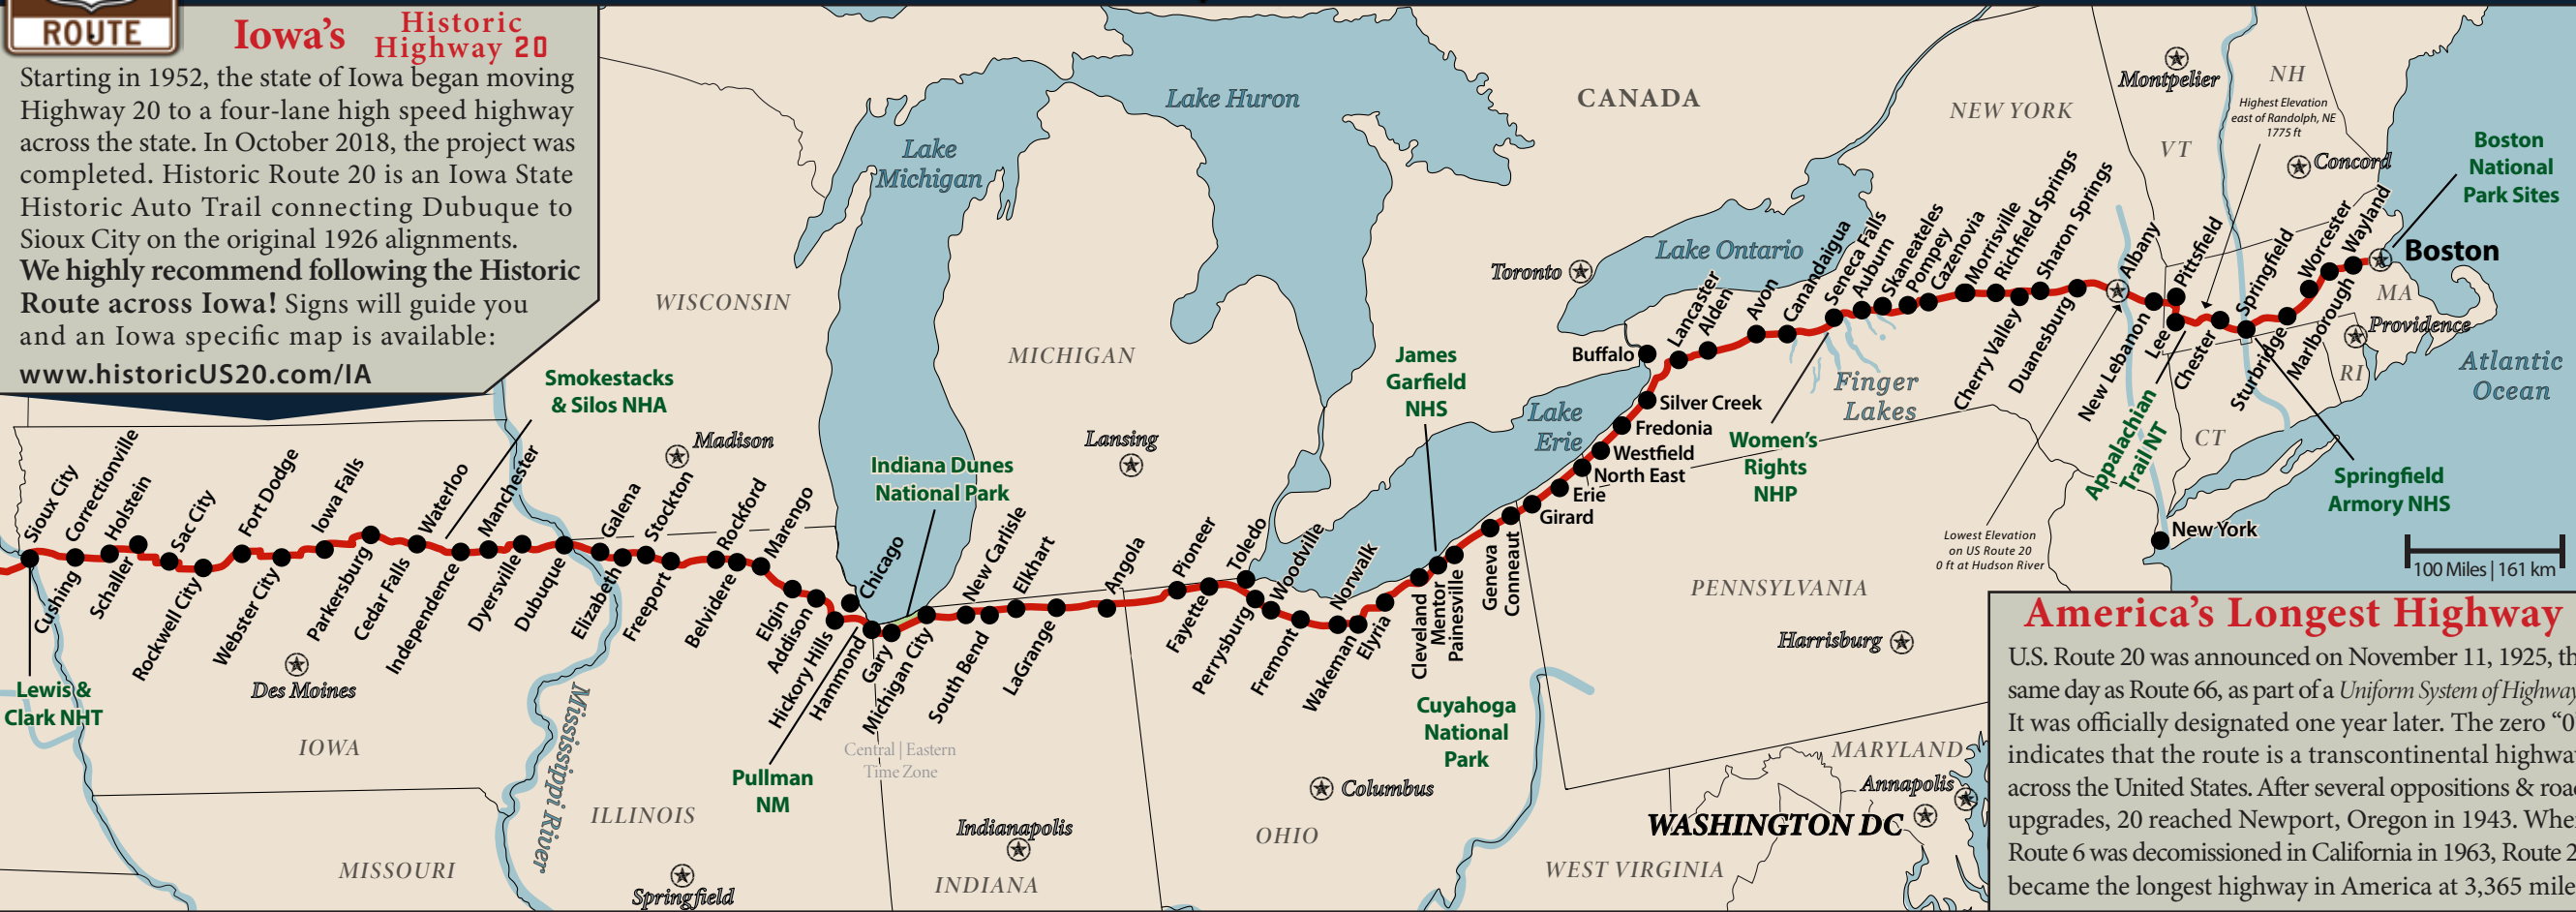 ROUTE
Iowa's
Historic
Highway 20
Starting in 1952, the state of Iowa began moving
Highway 20 to a four-lane high speed highway
across the state. In October 2018, the project was
completed. Historic Route 20 is an Iowa State
Historic Auto Trail connecting Dubuque to
Sioux City on the original 1926 alignments.
We highly recommend following the Historic
Route across Iowa! Signs will guide you
and an Iowa specific map is available:
www.historicUS20.com/IA
Smokestacks
& Silos NHA
Sioux City
Correctionville
Holstein
Sac City
Fort Dodge
Iowa Falls
Waterloo
Manchester
Cushing
Schaller
Rockwell City
Webster City
Parkersburg
Cedar Falls
Independence
Dyersville
Dubuque
Lewis &
Clark NHT
Des Moines
IOWA
MISSOURI
Mississippi River
WISCONSIN
Madison
Galena
Stockton
Rockford
Marengo
Chicago
Elizabeth
Freeport
Belvidere
Elgin
Addison
Hickory Hills
Hammond
Gary
Michigan City
Pullman
NM
ILLINOIS
Springfield
Central | Eastern
Time Zone
Lake
Michigan
Lake Huron
MICHIGAN
Lansing
Indiana Dunes
National Park
New Carlisle
Elkhart
Angola
Pioneer
Toledo
Woodville
Norwalk
South Bend
LaGrange
Fayette
Perrysburg
Fremont
Wakeman
Elyria
Cleveland
Mentor
Painesville
Geneva
Conneaut
Indianapolis
INDIANA
Columbus
OHIO
James
Garfield
NHS
Cuyahoga
National
Park
CANADA
Toronto
Lake Ontario
Lake
Erie
Buffalo
Silver Creek
Fredonia
Westfield
North East
Erie
Girard
Lancaster
Alden
Avon
Canandaigua
Seneca Falls
Auburn
Skaneateles
Pompey
Cazenovia
Morrisville
Richfield Springs
Sharon Springs
Albany
Pittsfield
Springfield
Worcester
Wayland
Boston
Cherry Valley
Duanesburg
New Lebanon
Lee
Chester
Sturbridge
Marlborough
Finger
Lakes
Women's
Rights
NHP
NEW YORK
Montpelier
VT
NH
Highest Elevation
east of Randolph, NE
1775 ft
Concord
Boston
National
Park Sites
MA
Providence
RI
CT
Atlantic
Ocean
Appalachian
Trail NT
Springfield
Armory NHS
New York
Lowest Elevation
on US Route 20
0 ft at Hudson River
100 Miles | 161 km
PENNSYLVANIA
Harrisburg
MARYLAND
Annapolis
WASHINGTON DC
WEST VIRGINIA
America's Longest Highway
U.S. Route 20 was announced on November 11, 1925, th
same day as Route 66, as part of a Uniform System of Highway
It was officially designated one year later. The zero "0
indicates that the route is a transcontinental highwa
across the United States. After several oppositions & roa
upgrades, 20 reached Newport, Oregon in 1943. Whe
Route 6 was decomissioned in California in 1963, Route 2
became the longest highway in America at 3,365 mile